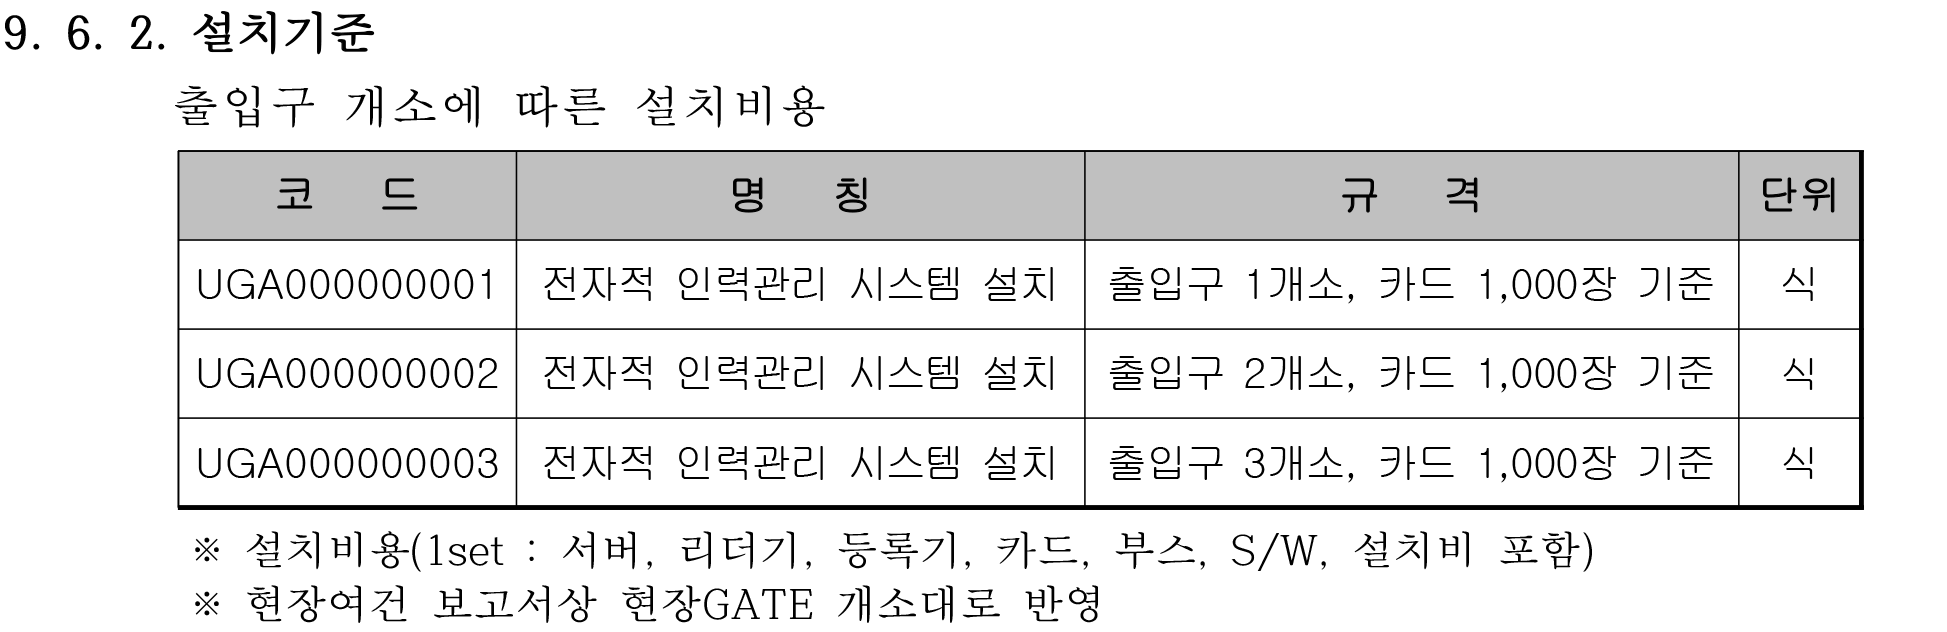 9. 6. 2. 설치기준
출입구 개소에 따른 설치비용
코 드 명 칭 규 격 단위
UGA000000001 전자적 인력관리 시스템 설치 출입구 1개소, 카드 1,000장 기준 식
UGA000000002 전자적 인력관리 시스템 설치 출입구 2개소, 카드 1,000장 기준 식
UGA000000003 전자적 인력관리 시스템 설치 출입구 3개소, 카드 1,000장 기준 식
※ 설치비용(1set : 서버, 리더기, 등록기, 카드, 부스, S/W, 설치비 포함)
※ 현장여건 보고서상 현장GATE 개소대로 반영